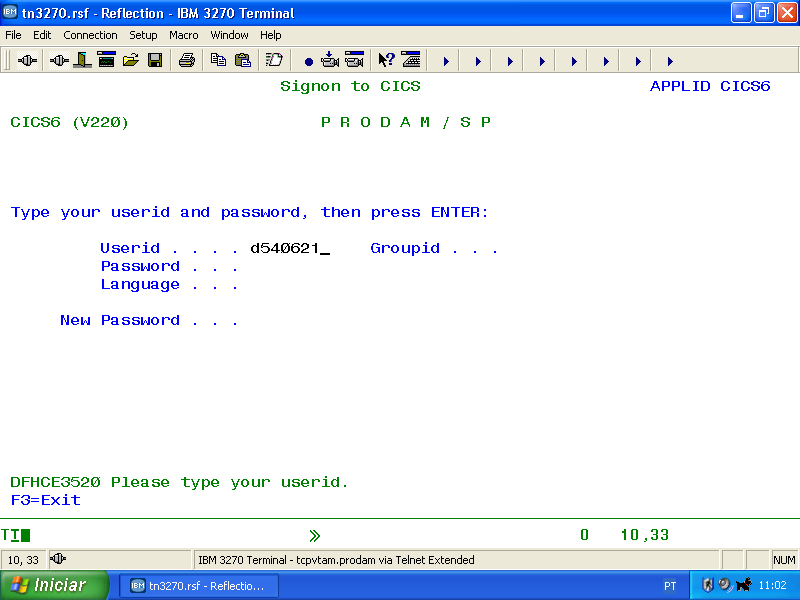 tn3270.rsf - Reflection - IBM 3270 Terminal
File Edit Connection Setup Macro Window Help
Signon to CICS APPLID CICS6
CICS6 (V220) P R O D A M / S P
Type your userid and password, then press ENTER:
Userid . . . . d540621_ Groupid . . .
Password . . .
Language . . .
New Password . . .
DFHCE3520 Please type your userid.
F3=Exit
TI 0 10,33
10, 33 IBM 3270 Terminal - tcpvtam.prodam via Telnet Extended NUM
Iniciar IBM tn3270.rsf - Reflectio... PT 11:02